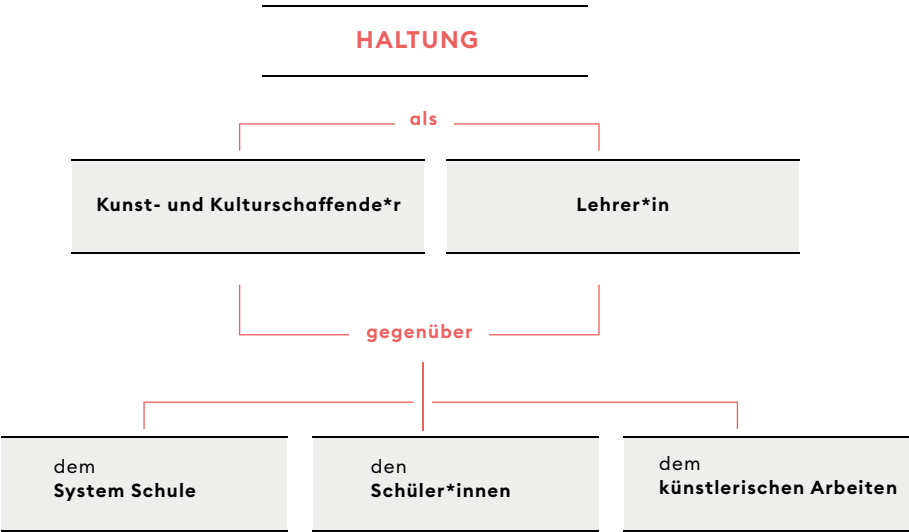 HALTUNG
als
Kunst- und Kulturschaffende*r
Lehrer*in
gegenüber
dem
System Schule
den
Schüler*innen
dem
künstlerischen Arbeiten